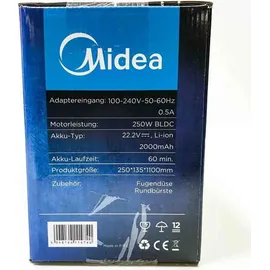 Midea
Adaptereingang: 100-240V-50-60Hz
0.5A
Motorleistung: 250W BLDC
Akku-Typ: 22.2V⎓, Li-ion
2000mAh
Akku-Laufzeit: 60 min.
Produktgröße: 250*135*1100mm
Zubehör: Fugendüse
Rundbürste
12